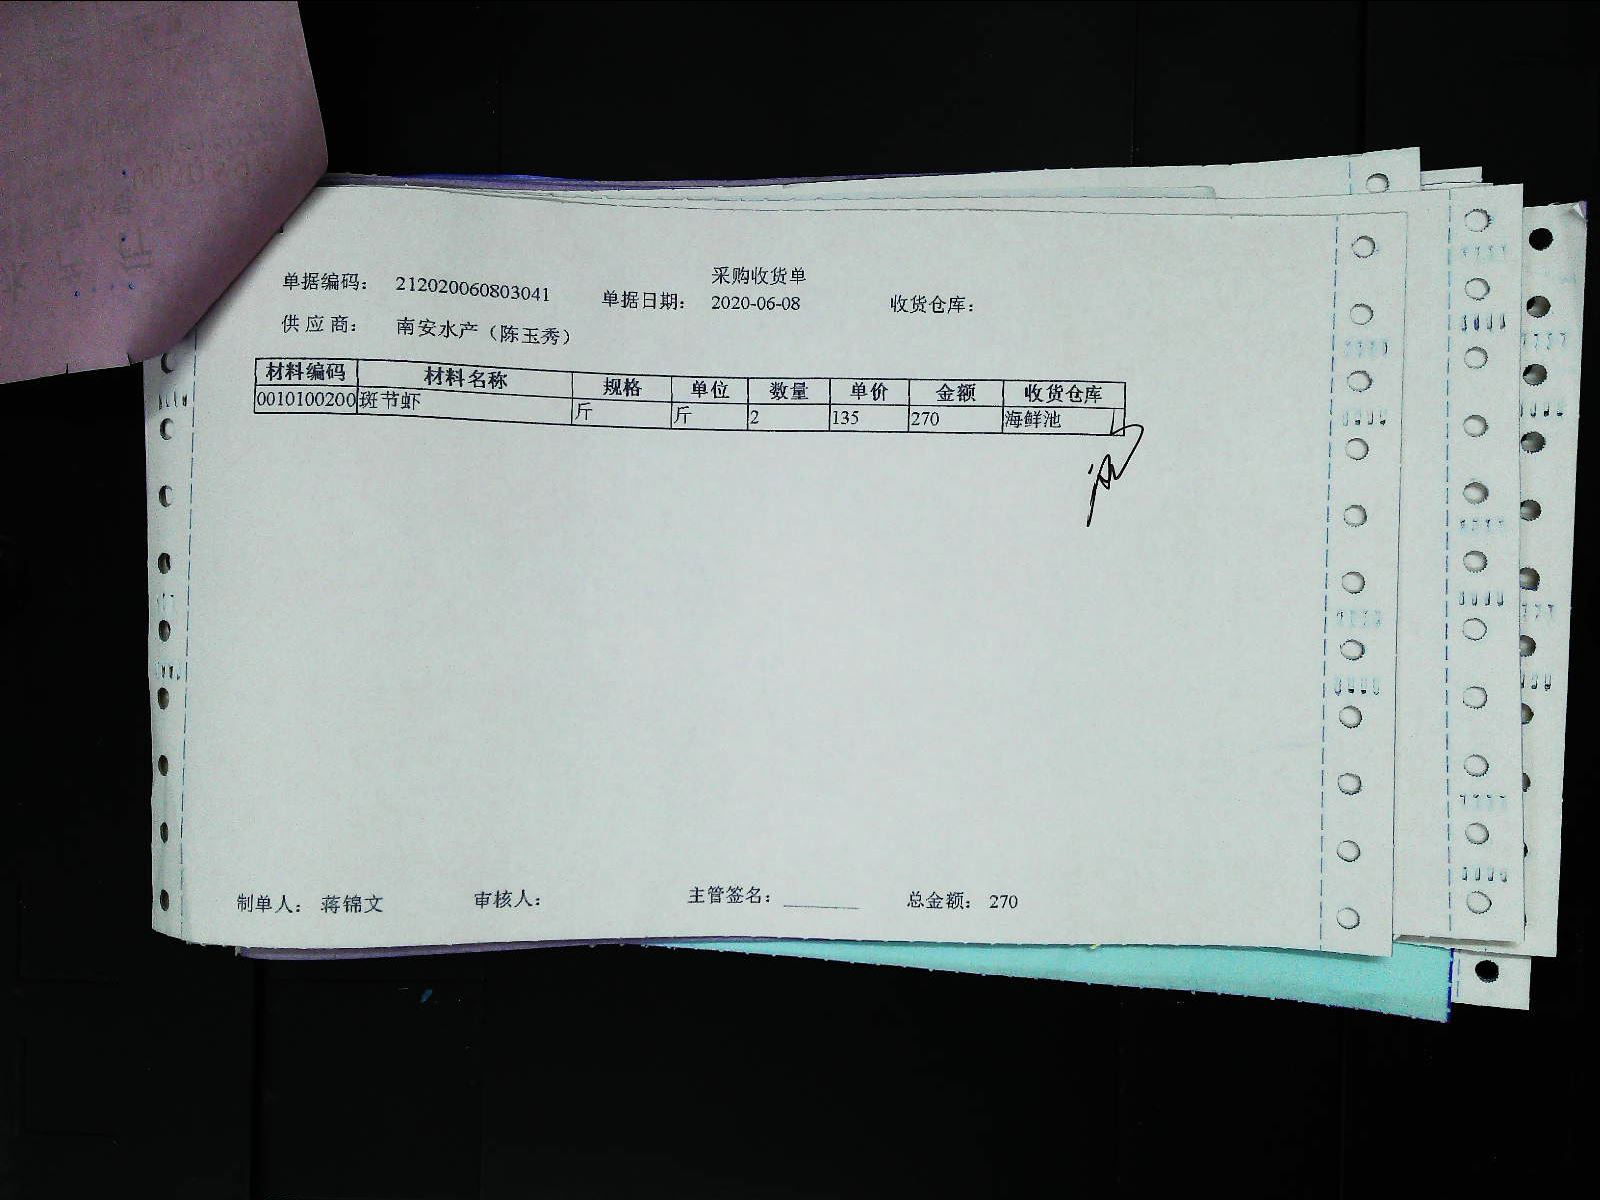 采购收货单
单据编码： 212020060803041 单据日期： 2020-06-08 收货仓库：
供应商： 南安水产（陈玉秀）
材料编码 材料名称 规格 单位 数量 单价 金额 收货仓库
0010100200 斑节虾 斤 斤 2 135 270 海鲜池
制单人： 蒋锦文 审核人： 主管签名：________ 总金额： 270